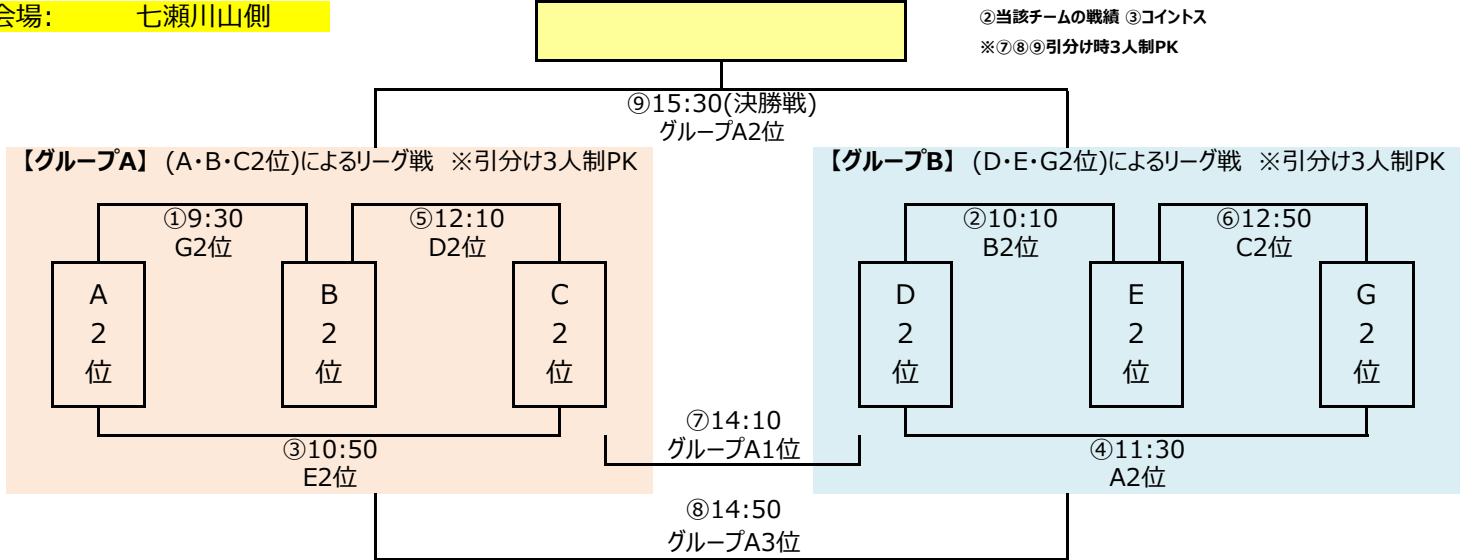 会場: 七瀬川山側
②当該チームの戦績 ③コイントス
※⑦⑧⑨引分け時3人制PK
⑨15:30(決勝戦)
グループA2位
【グループA】 (A・B・C2位)によるリーグ戦 ※引分け3人制PK
【グループB】 (D・E・G2位)によるリーグ戦 ※引分け3人制PK
①9:30
G2位
⑤12:10
D2位
②10:10
B2位
⑥12:50
C2位
A
2
位
B
2
位
C
2
位
D
2
位
E
2
位
G
2
位
⑦14:10
グループA1位
③10:50
E2位
④11:30
A2位
⑧14:50
グループA3位